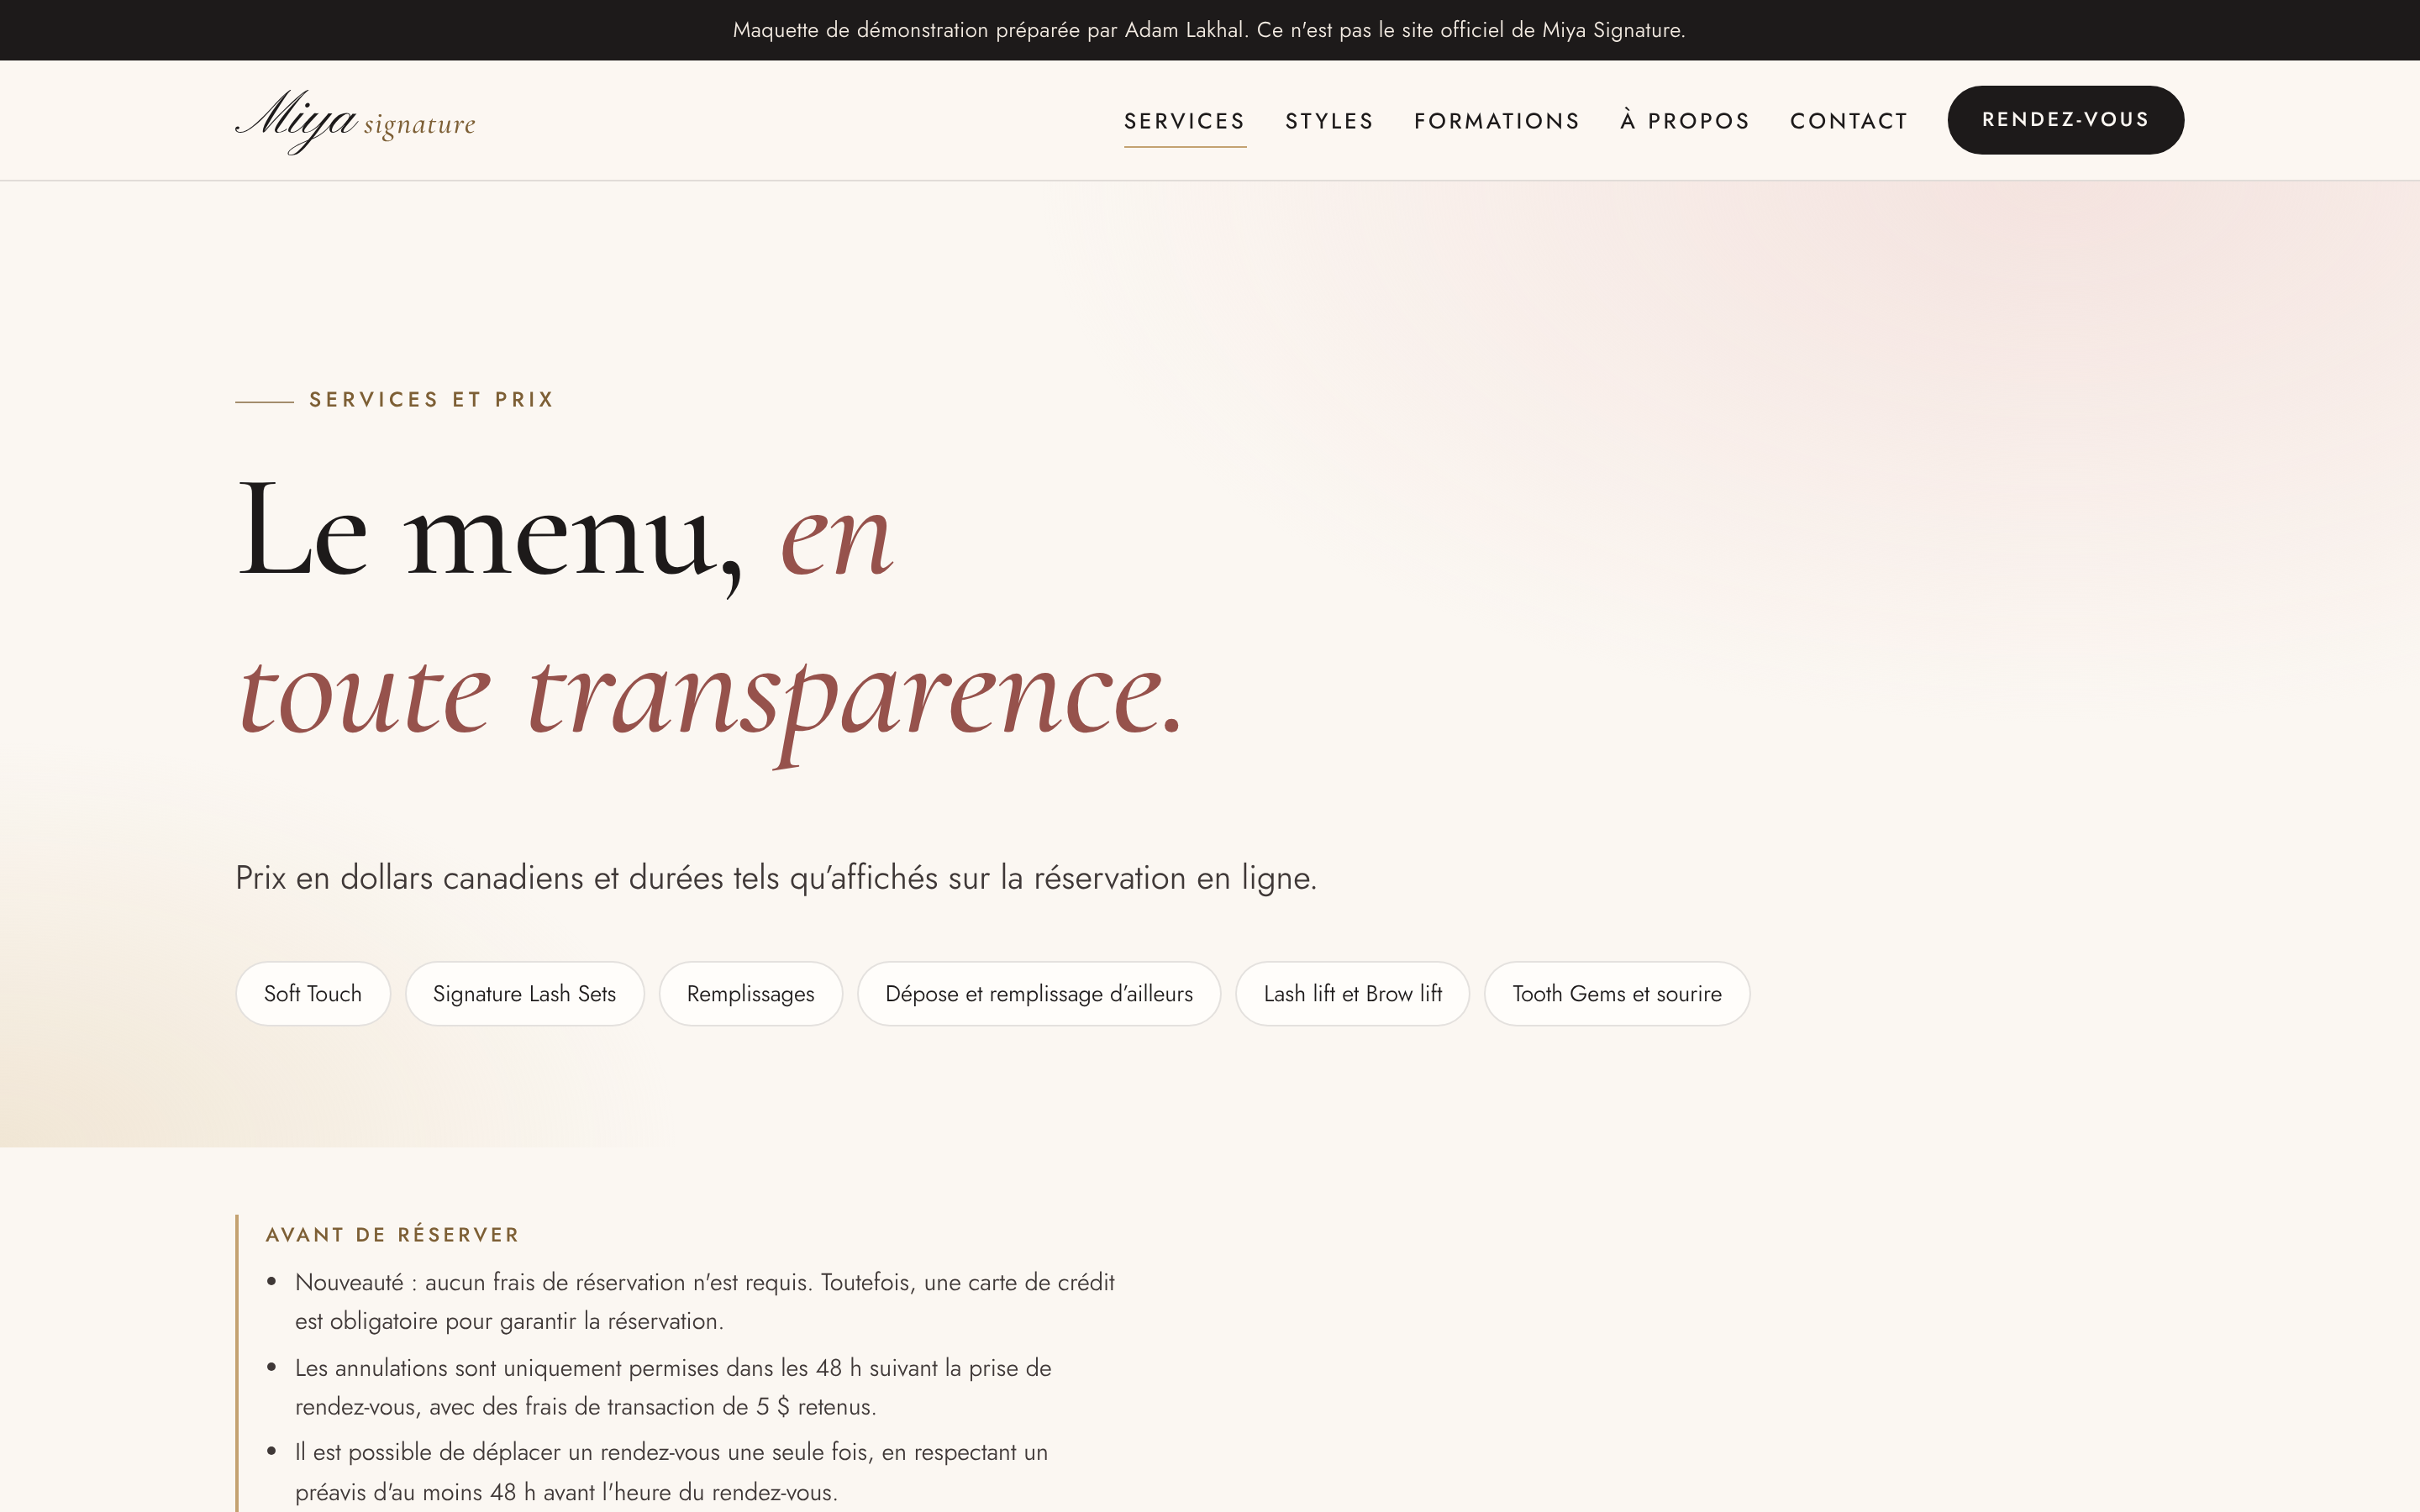 Maquette de démonstration préparée par Adam Lakhal. Ce n'est pas le site officiel de Miya Signature.
Miya signature
SERVICES STYLES FORMATIONS À PROPOS CONTACT RENDEZ-VOUS
SERVICES ET PRIX
Le menu, en
toute transparence.
Prix en dollars canadiens et durées tels qu’affichés sur la réservation en ligne.
Soft Touch Signature Lash Sets Remplissages Dépose et remplissage d’ailleurs Lash lift et Brow lift Tooth Gems et sourire
AVANT DE RÉSERVER
• Nouveauté : aucun frais de réservation n'est requis. Toutefois, une carte de crédit
est obligatoire pour garantir la réservation.
• Les annulations sont uniquement permises dans les 48 h suivant la prise de
rendez-vous, avec des frais de transaction de 5 $ retenus.
• Il est possible de déplacer un rendez-vous une seule fois, en respectant un
préavis d'au moins 48 h avant l'heure du rendez-vous.